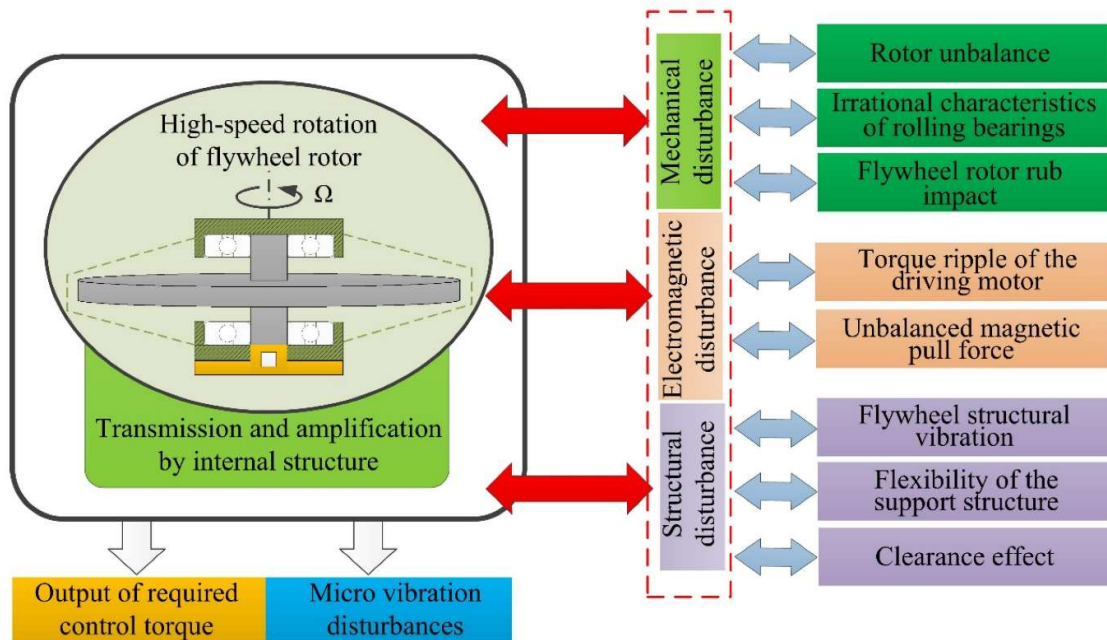 High-speed rotation
of flywheel rotor
Ω
Transmission and amplification
by internal structure
Output of required
control torque
Micro vibration
disturbances
Mechanical
disturbance
Electromagnetic
disturbance
Structural
disturbance
Rotor unbalance
Irrational characteristics
of rolling bearings
Flywheel rotor rub
impact
Torque ripple of the
driving motor
Unbalanced magnetic
pull force
Flywheel structural
vibration
Flexibility of the
support structure
Clearance effect